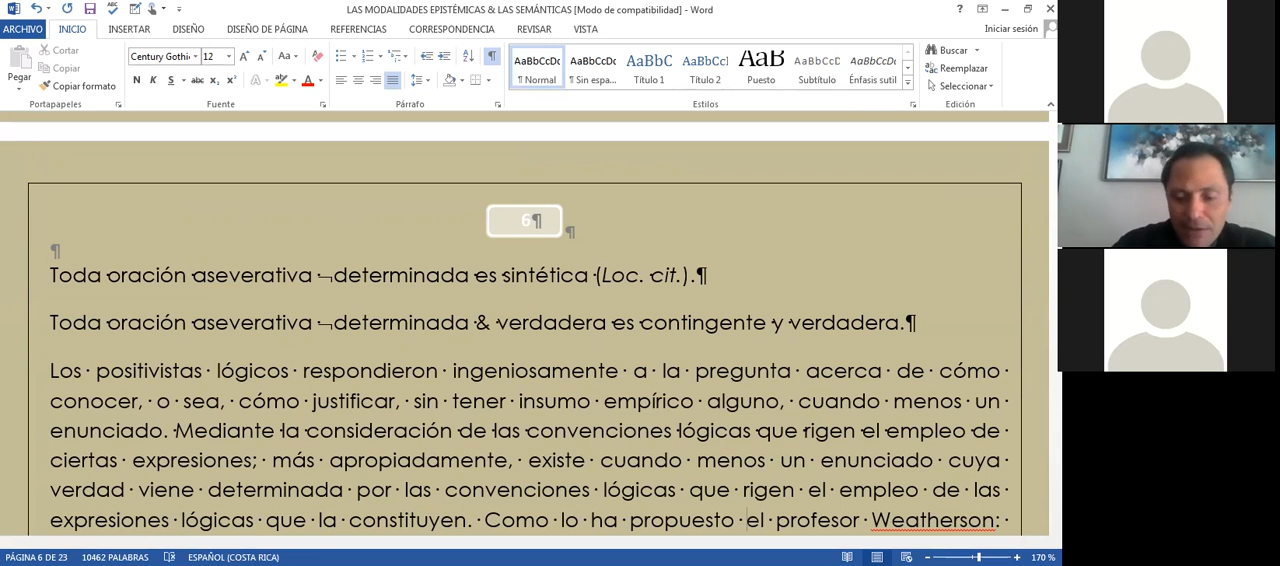 LAS MODALIDADES EPISTÉMICAS & LAS SEMÁNTICAS [Modo de compatibilidad] - Word
ARCHIVO INICIO INSERTAR DISEÑO DISEÑO DE PÁGINA REFERENCIAS CORRESPONDENCIA REVISAR VISTA Iniciar sesión
Pegar
Cortar
Copiar
Copiar formato
Portapapeles
Century Gothi 12
N K S abc x₂ x²
Fuente
Párrafo
AaBbCcDc AaBbCcDc AaBbC AaBbCcl AaB AaBbCcD AaBbCcDc
¶ Normal ¶ Sin espa... Título 1 Título 2 Puesto Subtítulo Énfasis sutil
Estilos
Buscar
Reemplazar
Seleccionar
Edición
6¶ ¶
¶
Toda oración aseverativa ¬determinada es sintética (Loc. cit.).¶
Toda oración aseverativa ¬determinada & verdadera es contingente y verdadera.¶
Los positivistas lógicos respondieron ingeniosamente a la pregunta acerca de cómo
conocer, o sea, cómo justificar, sin tener insumo empírico alguno, cuando menos un
enunciado. Mediante la consideración de las convenciones lógicas que rigen el empleo de
ciertas expresiones; más apropiadamente, existe cuando menos un enunciado cuya
verdad viene determinada por las convenciones lógicas que rigen el empleo de las
expresiones lógicas que la constituyen. Como lo ha propuesto el profesor Weatherson:
PÁGINA 6 DE 23 10462 PALABRAS ESPAÑOL (COSTA RICA) 170 %